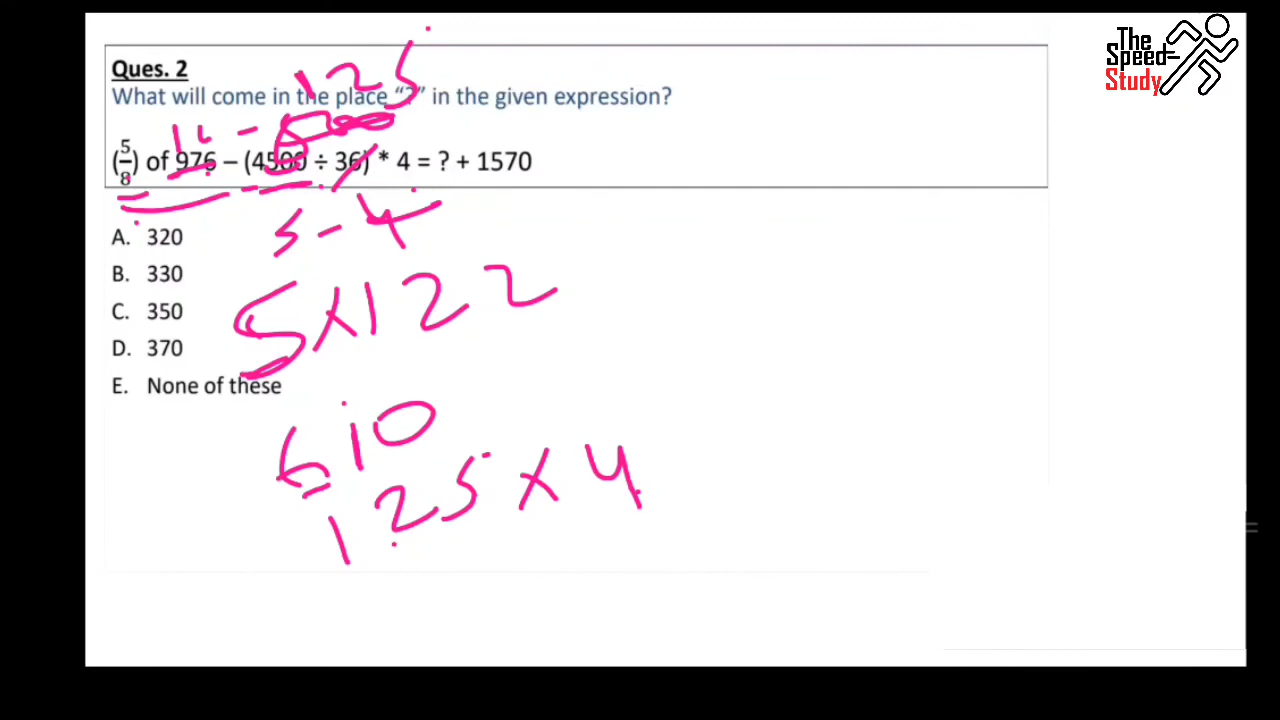 The
Speed
Study
Ques. 2
125
What will come in the place “?” in the given expression?
(5/8) of 976 – (4500 ÷ 36) * 4 = ? + 1570
5 - 4
A. 320
B. 330
5 x 122
C. 350
D. 370
E. None of these
610
125 x 4